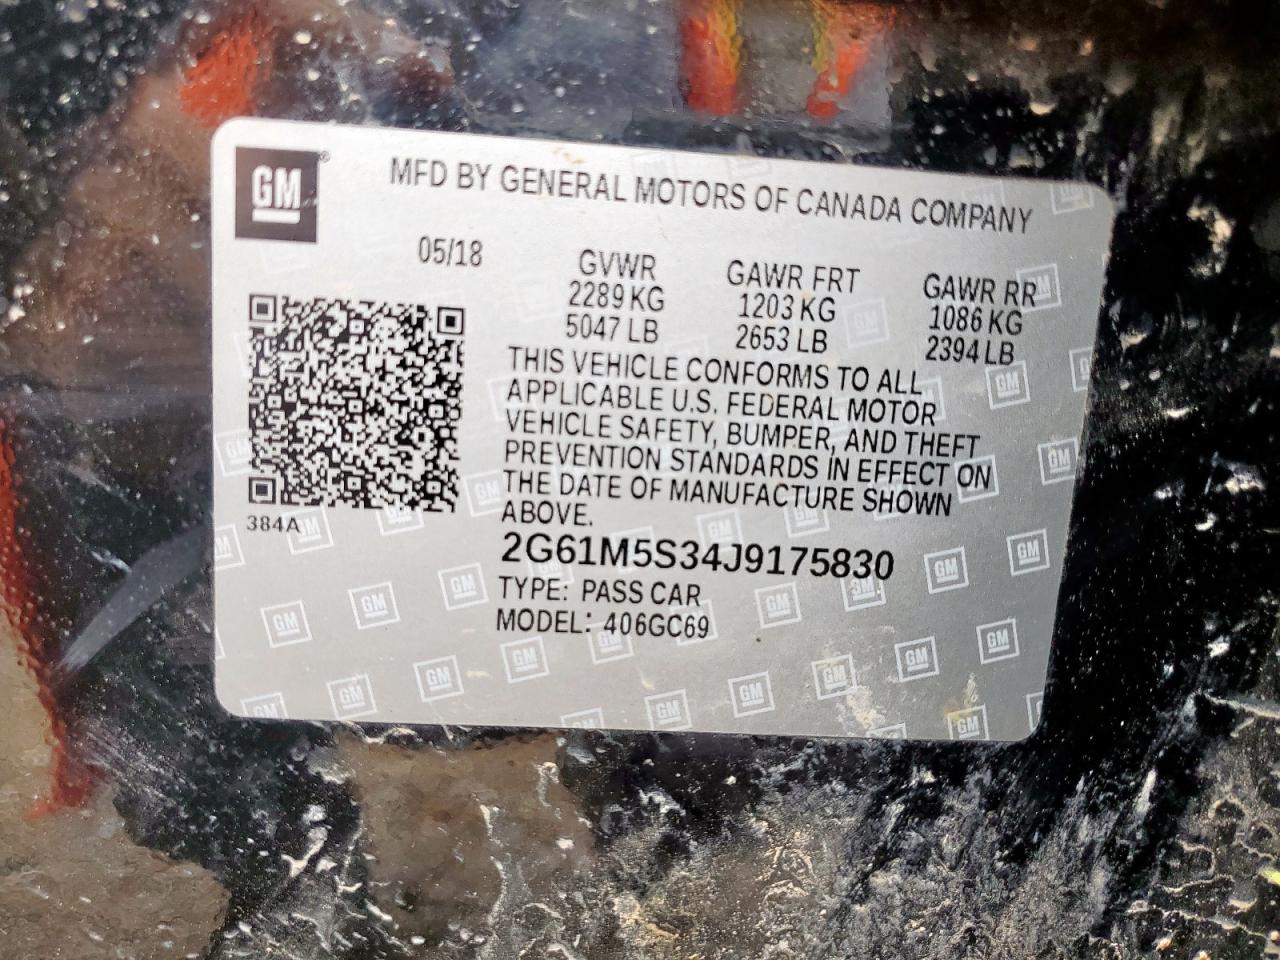 GM
MFD BY GENERAL MOTORS OF CANADA COMPANY
05/18
GVWR
2289 KG
5047 LB
GAWR FRT
1203 KG
2653 LB
GAWR RR
1086 KG
2394 LB
THIS VEHICLE CONFORMS TO ALL
APPLICABLE U.S. FEDERAL MOTOR
VEHICLE SAFETY, BUMPER, AND THEFT
PREVENTION STANDARDS IN EFFECT ON
THE DATE OF MANUFACTURE SHOWN
ABOVE.
384A
2G61M5S34J9175830
TYPE: PASS CAR
MODEL: 406GC69